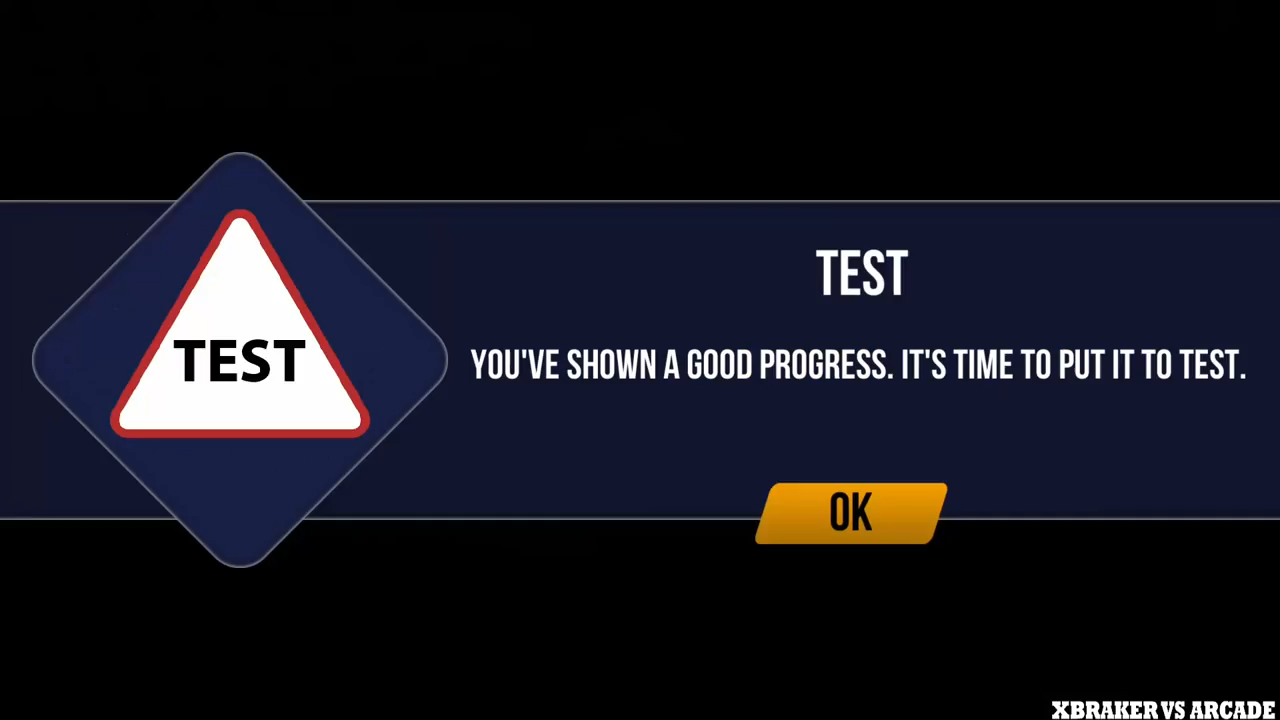 TEST
TEST
YOU'VE SHOWN A GOOD PROGRESS. IT'S TIME TO PUT IT TO TEST.
OK
XBRAKER VS ARCADE